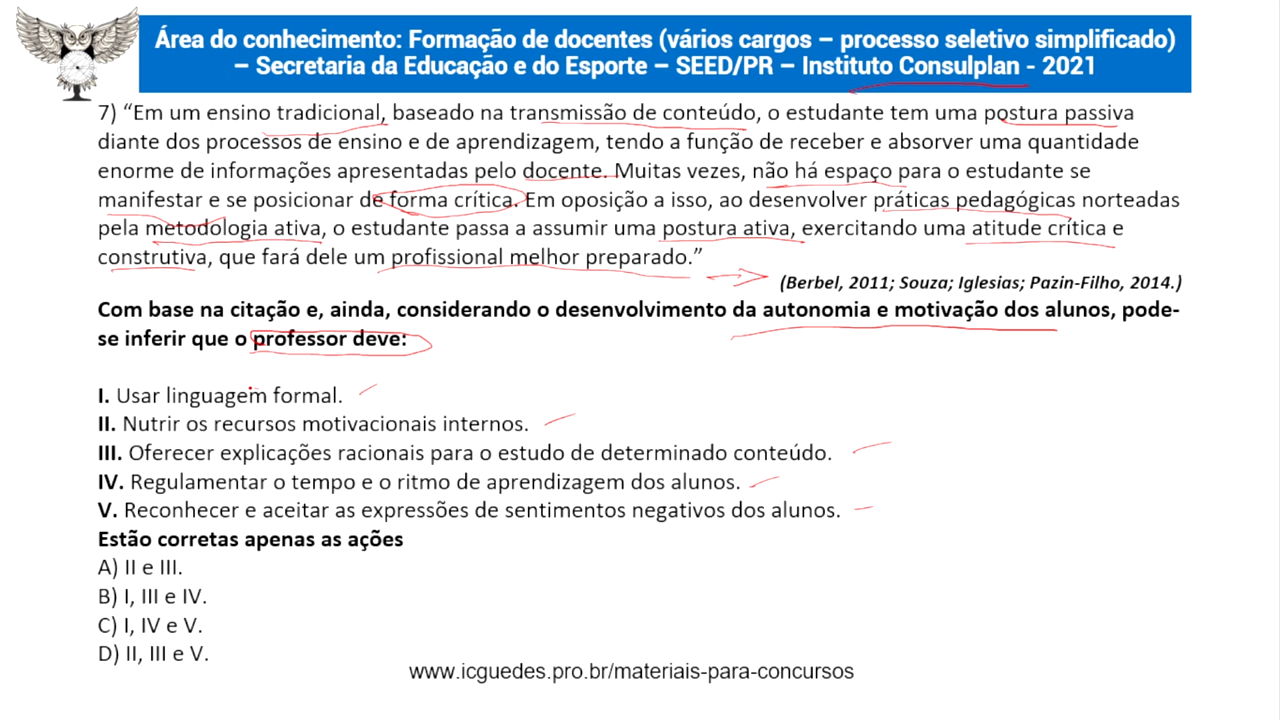 Área do conhecimento: Formação de docentes (vários cargos – processo seletivo simplificado)
– Secretaria da Educação e do Esporte – SEED/PR – Instituto Consulplan - 2021
7) “Em um ensino tradicional, baseado na transmissão de conteúdo, o estudante tem uma postura passiva
diante dos processos de ensino e de aprendizagem, tendo a função de receber e absorver uma quantidade
enorme de informações apresentadas pelo docente. Muitas vezes, não há espaço para o estudante se
manifestar e se posicionar de forma crítica. Em oposição a isso, ao desenvolver práticas pedagógicas norteadas
pela metodologia ativa, o estudante passa a assumir uma postura ativa, exercitando uma atitude crítica e
construtiva, que fará dele um profissional melhor preparado.”
(Berbel, 2011; Souza; Iglesias; Pazin-Filho, 2014.)
Com base na citação e, ainda, considerando o desenvolvimento da autonomia e motivação dos alunos, pode-
se inferir que o professor deve:
I. Usar linguagem formal.
II. Nutrir os recursos motivacionais internos.
III. Oferecer explicações racionais para o estudo de determinado conteúdo.
IV. Regulamentar o tempo e o ritmo de aprendizagem dos alunos.
V. Reconhecer e aceitar as expressões de sentimentos negativos dos alunos.
Estão corretas apenas as ações
A) II e III.
B) I, III e IV.
C) I, IV e V.
D) II, III e V.
www.icguedes.pro.br/materiais-para-concursos